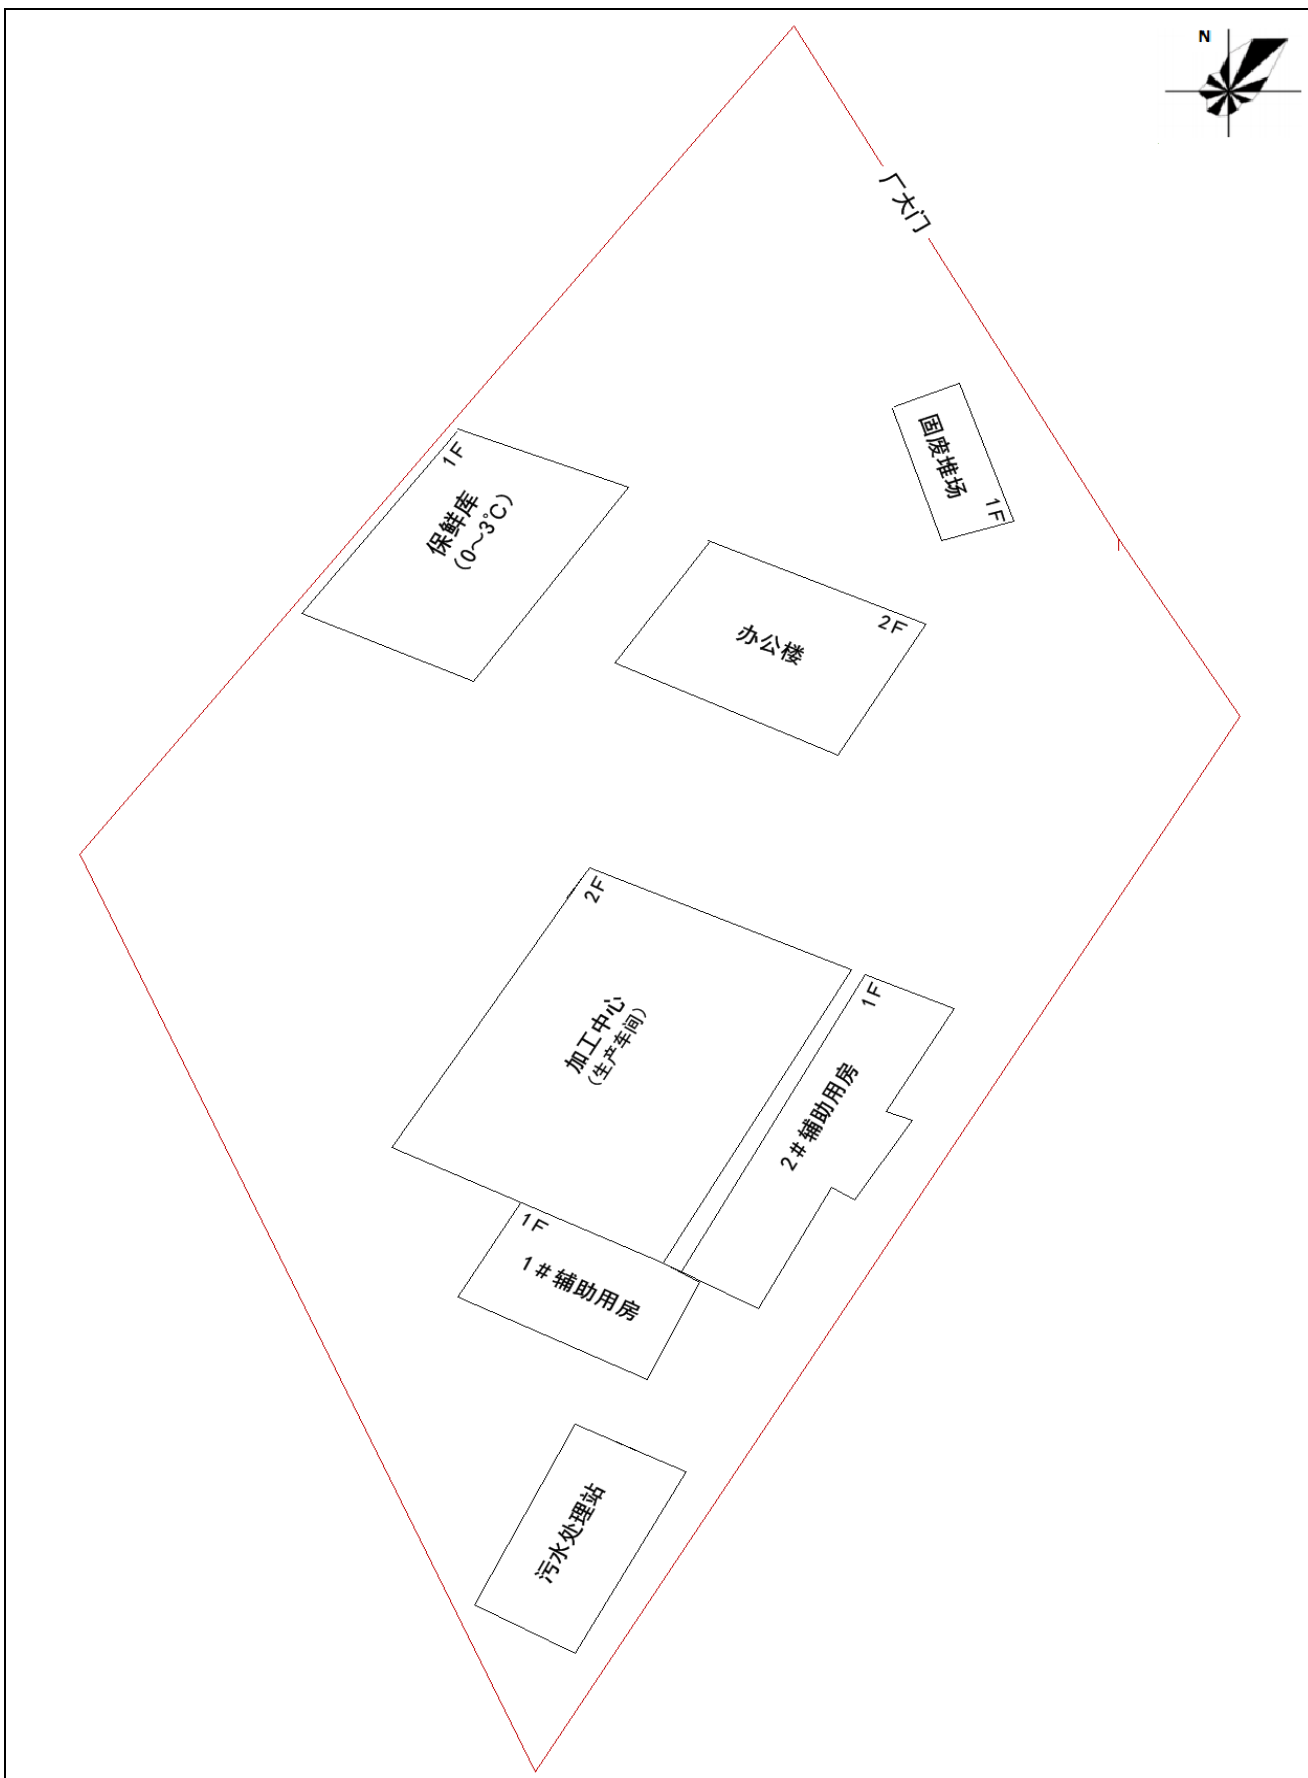 N
厂大门
固废堆场
1F
1F
保鲜库
(0～3℃)
2F
办公楼
2F
加工中心
(生产车间)
1F
2#辅助用房
1F
1#辅助用房
污水处理站